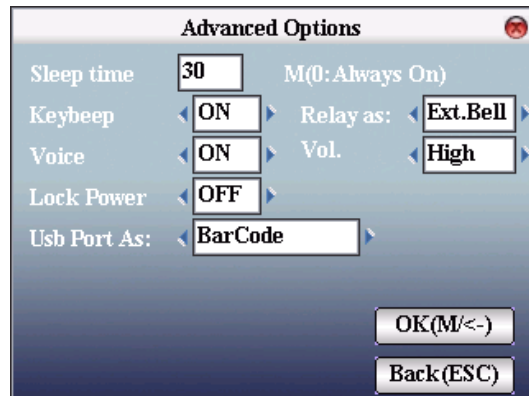 Advanced Options
Sleep time 30 M(0:Always On)
Keybeep ON Relay as: Ext.Bell
Voice ON Vol. High
Lock Power OFF
Usb Port As: BarCode
OK(M/<-)
Back(ESC)